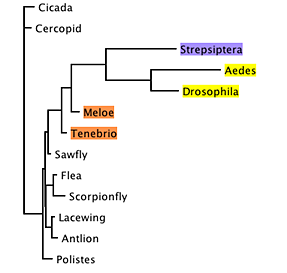 Cicada
Cercopid
Strepsiptera
Aedes
Drosophila
Meloe
Tenebrio
Sawfly
Flea
Scorpionfly
Lacewing
Antlion
Polistes